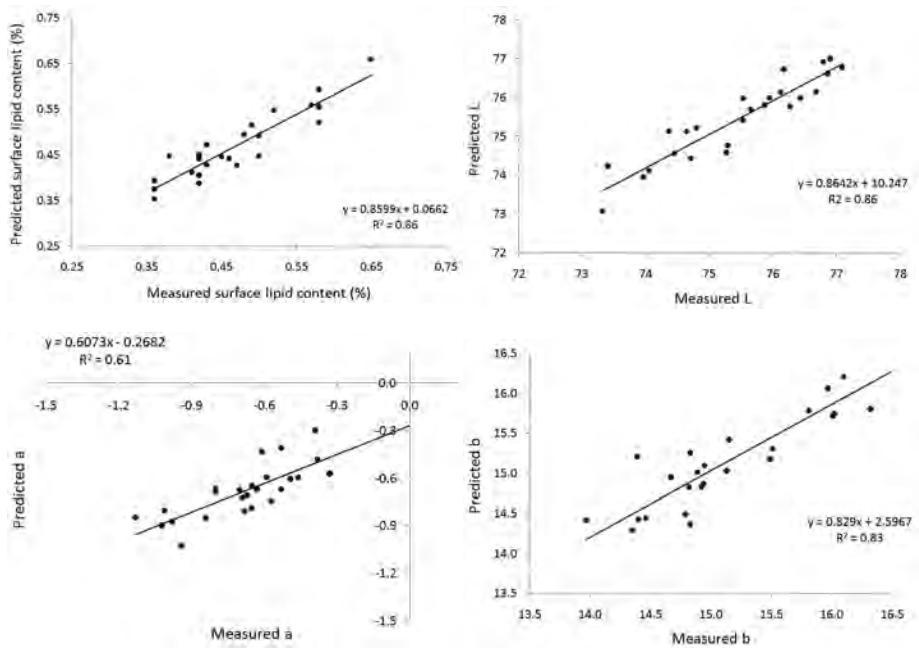 0.75
0.65
0.55
0.45
0.35
0.25
Predicted surface lipid content (%)
y = 0.8599x + 0.0662
R² = 0.86
0.25 0.35 0.45 0.55 0.65 0.75
Measured surface lipid content (%)
78
77
76
75
74
73
72
Predicted L
y = 0.8642x + 10.247
R2 = 0.86
72 73 74 75 76 77 78
Measured L
y = 0.6073x - 0.2682
R² = 0.61
0.0
-1.5 -1.2 -0.9 -0.6 -0.3 0.0
-0.3
-0.6
-0.9
-1.2
-1.5
Predicted a
Measured a
16.5
16.0
15.5
15.0
14.5
14.0
13.5
Predicted b
y = 0.829x + 2.5967
R² = 0.83
13.5 14.0 14.5 15.0 15.5 16.0 16.5
Measured b